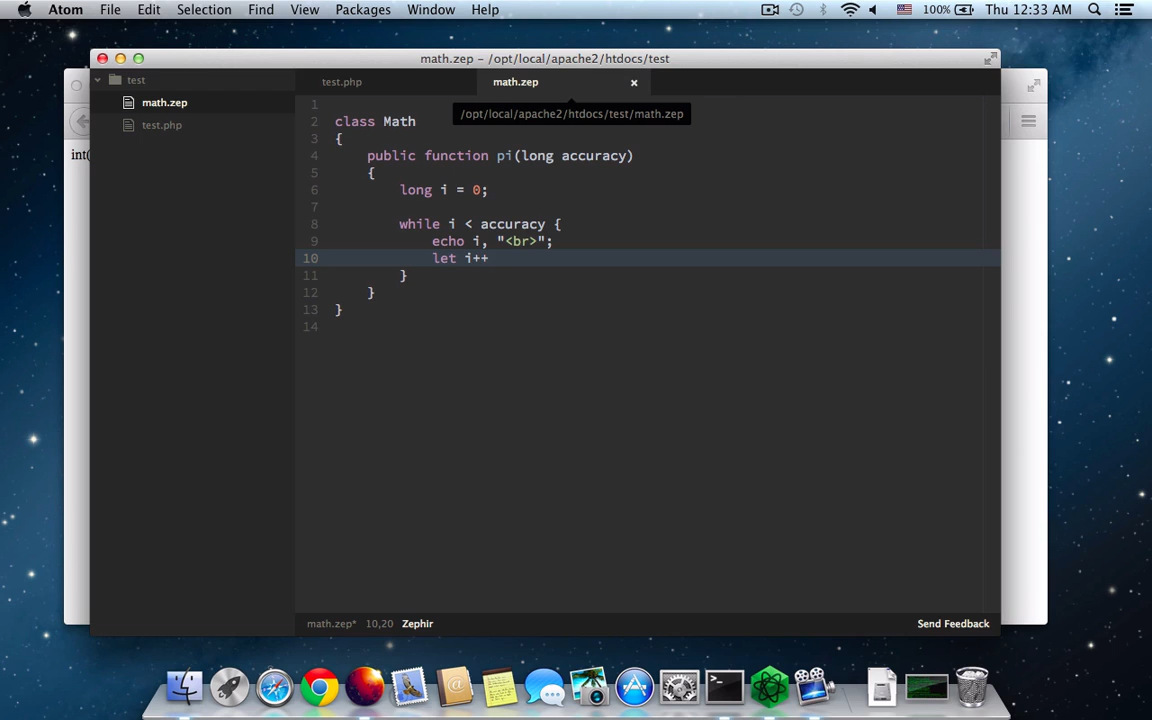 Atom File Edit Selection Find View Packages Window Help 100% Thu 12:33 AM
math.zep – /opt/local/apache2/htdocs/test
test test.php math.zep
math.zep
test.php
/opt/local/apache2/htdocs/test/math.zep
int(
1
2 class Math
3 {
4 public function pi(long accuracy)
5 {
6 long i = 0;
7
8 while i < accuracy {
9 echo i, "<br>";
10 let i++
11 }
12 }
13 }
14
math.zep* 10,20 Zephir Send Feedback